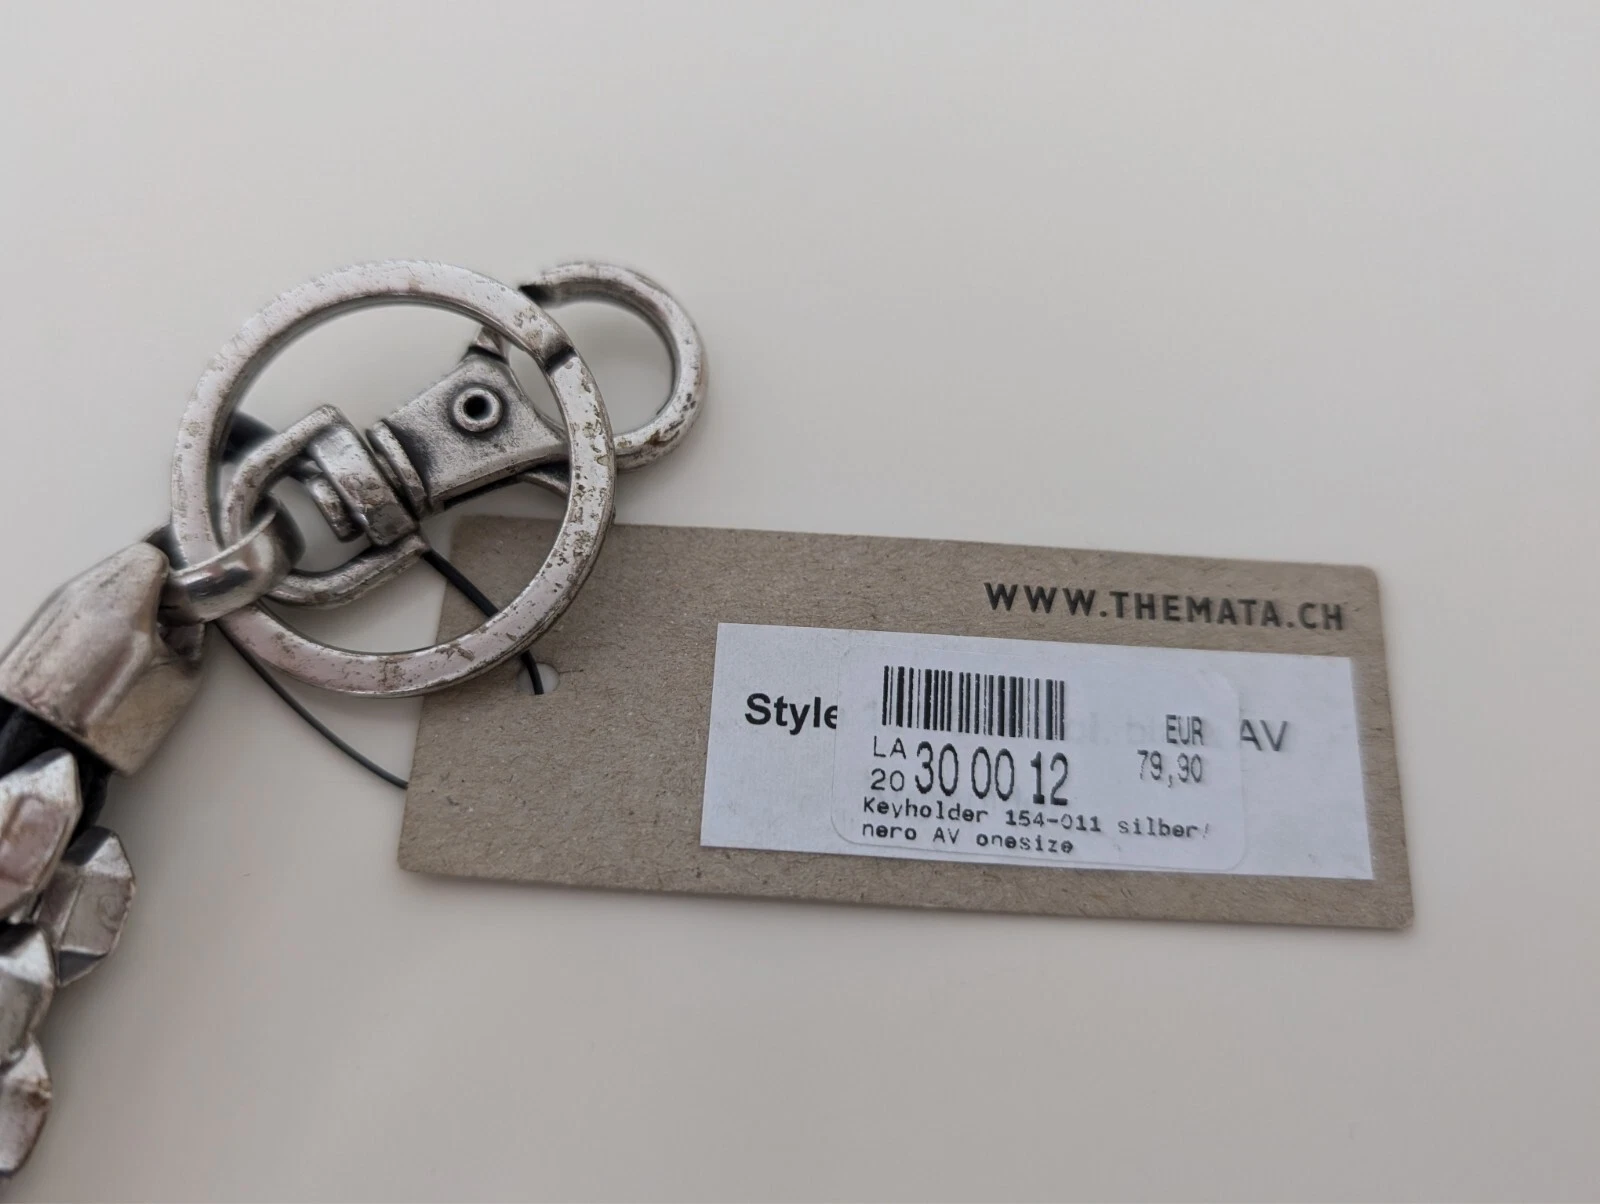 WWW.THEMATA.CH
Style AV
LA 30 00 12 EUR
20 79,90
Keyholder 154-011 silber/
nero AV onesize